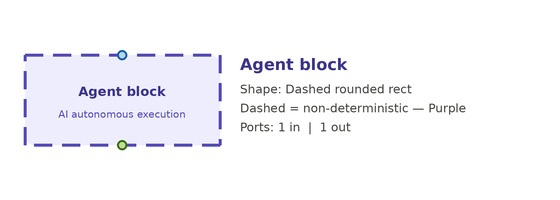 Agent block
AI autonomous execution
Agent block
Shape: Dashed rounded rect
Dashed = non-deterministic — Purple
Ports: 1 in | 1 out